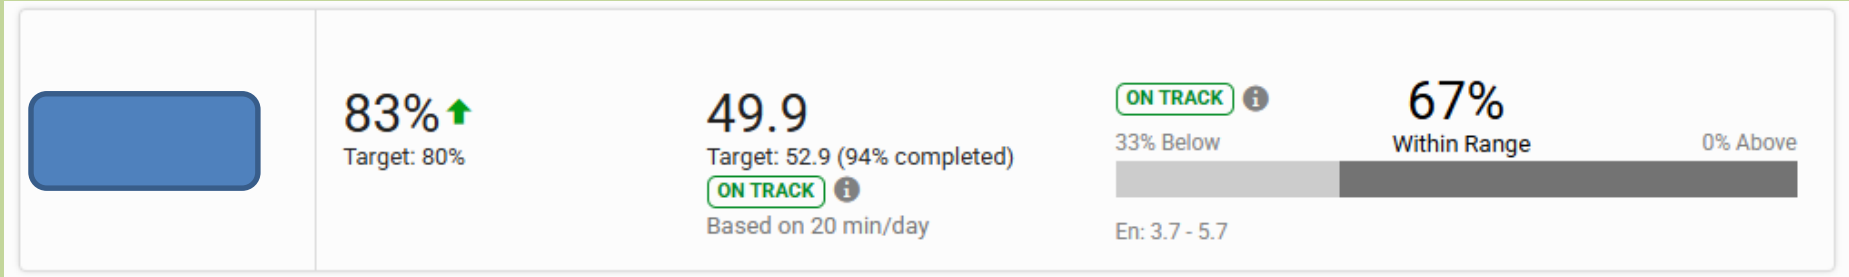 83%
Target: 80%
49.9
Target: 52.9 (94% completed)
ON TRACK
Based on 20 min/day
ON TRACK
67%
33% Below
Within Range
0% Above
En: 3.7 - 5.7